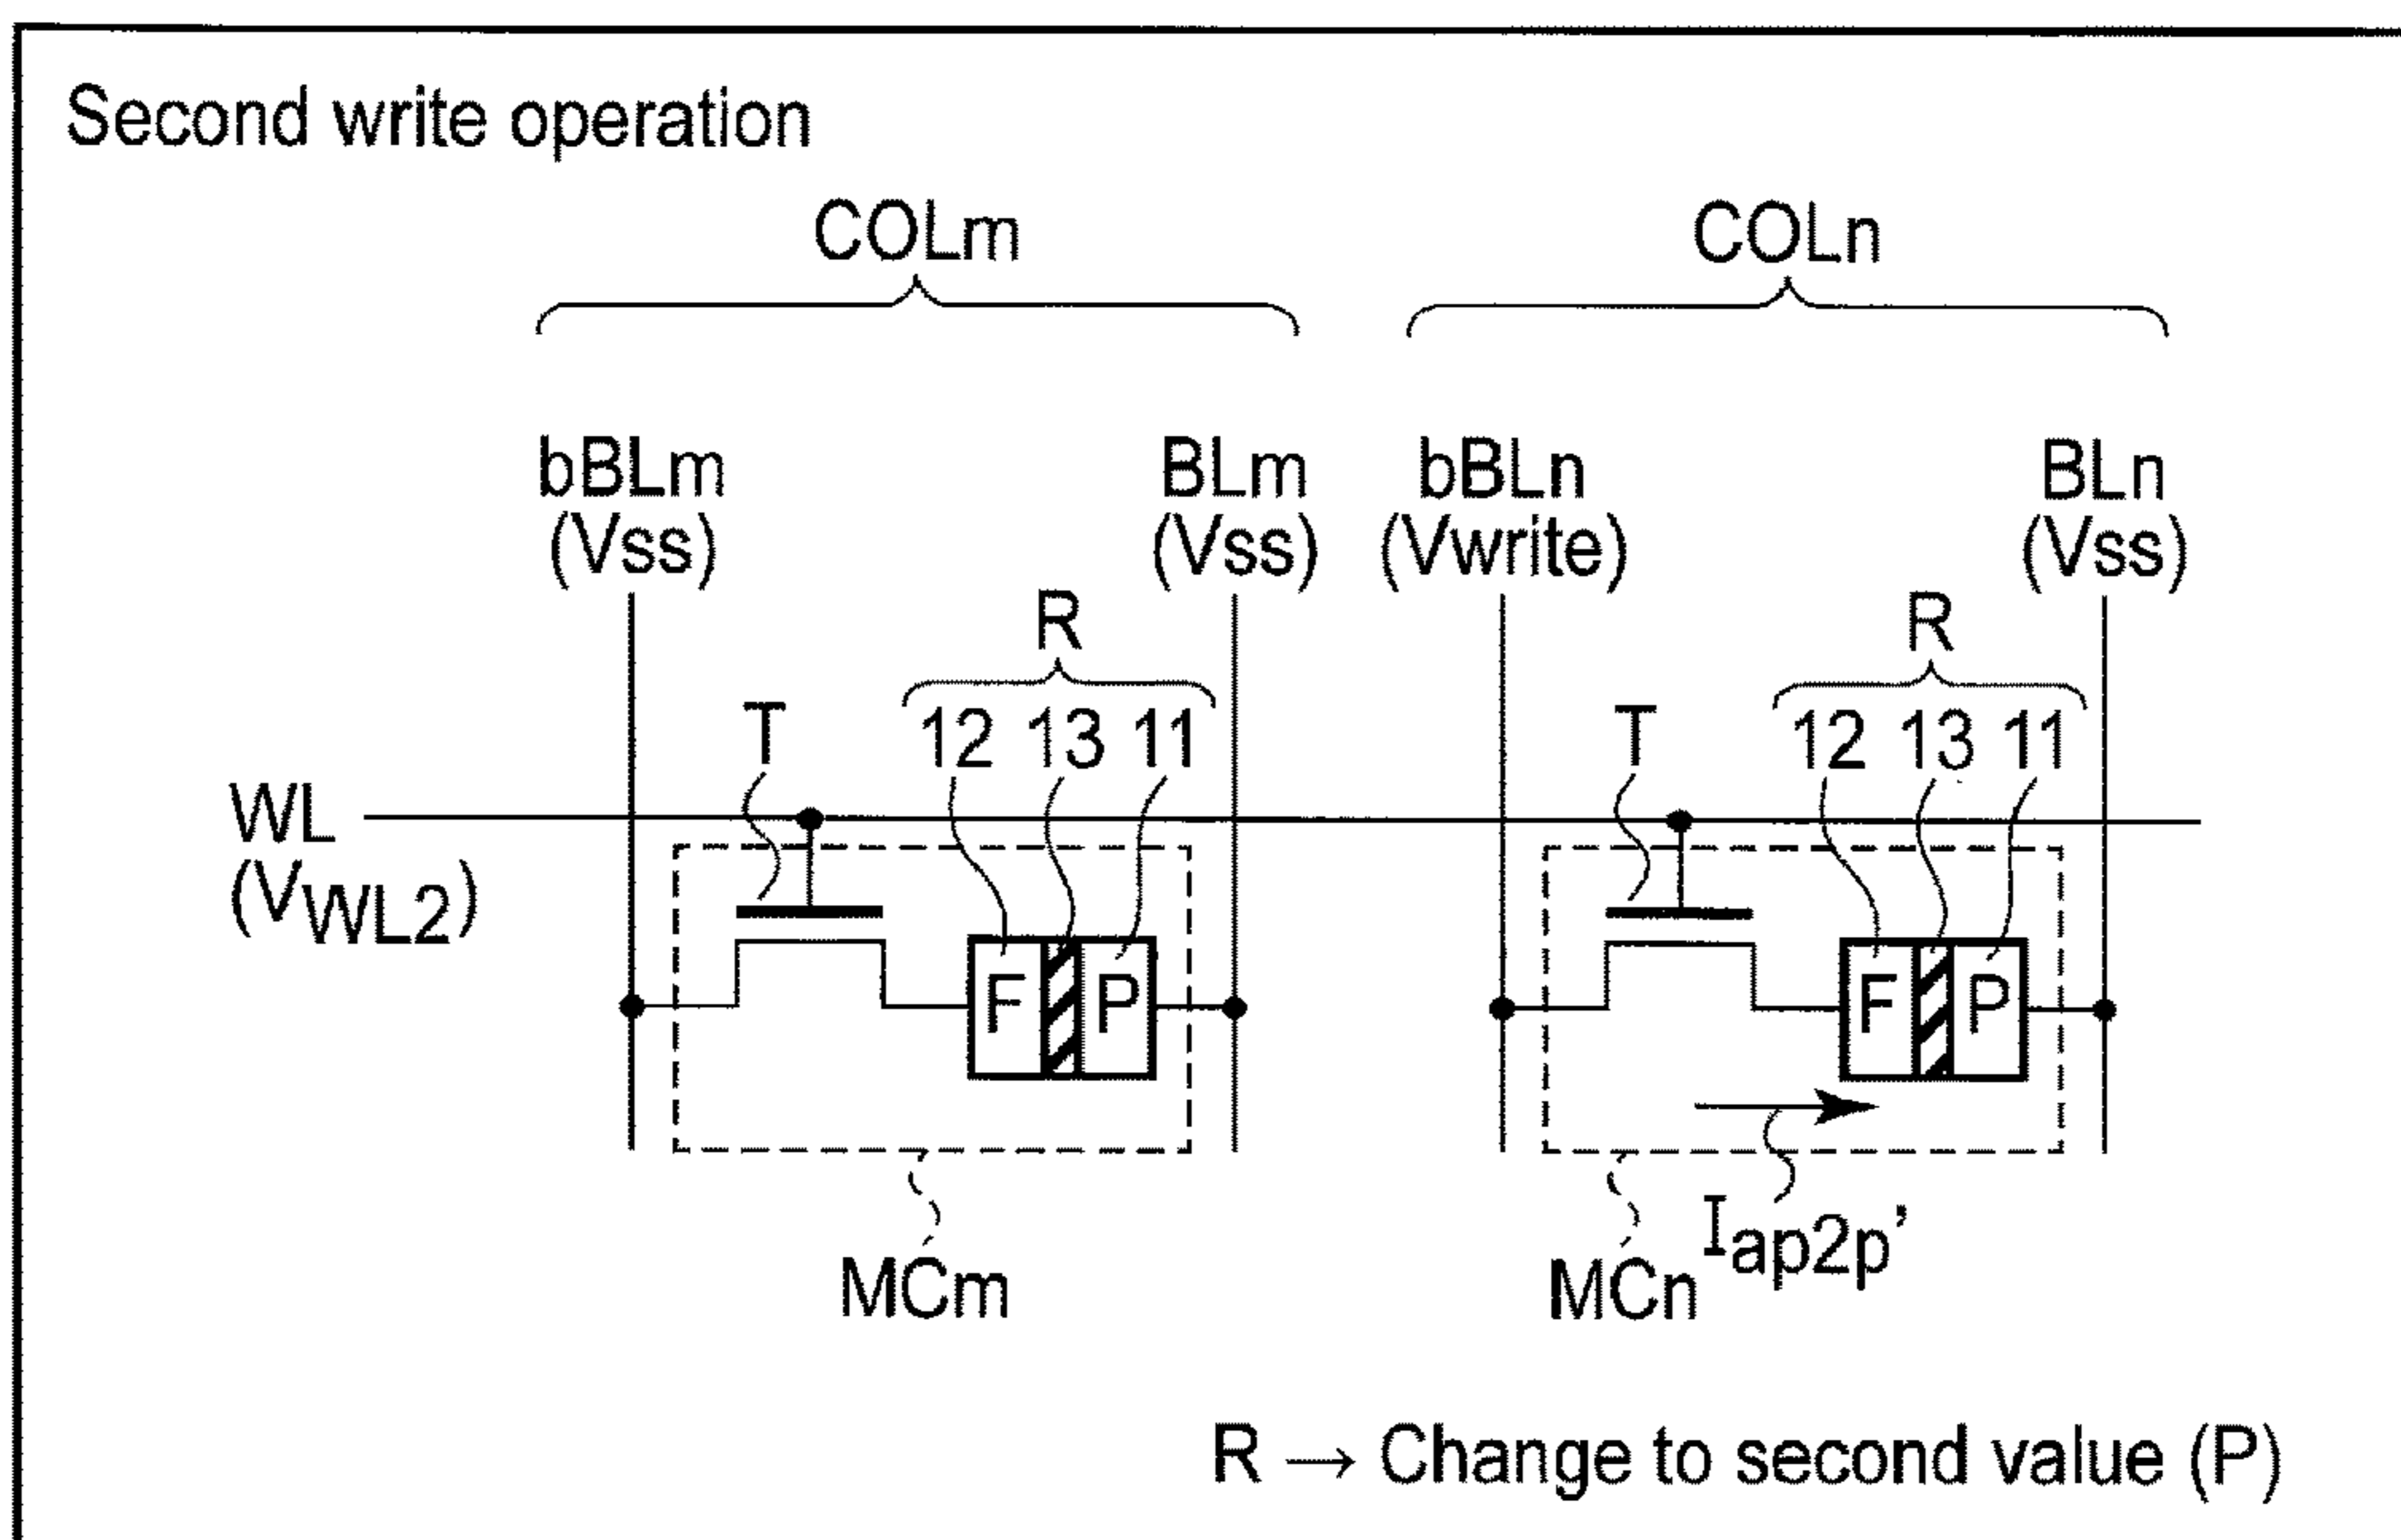 Second write operation
COLm COLn
bBLm BLm bBLn BLn
(Vss) (Vss) (Vwrite) (Vss)
R R
T 12 13 11 T 12 13 11
WL
(VWL2)
F P F P
MCm MCn Iap2p'
R → Change to second value (P)